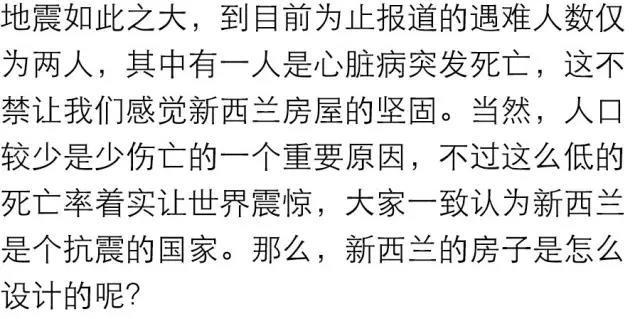 地震如此之大，到目前为止报道的遇难人数仅
为两人，其中有一人是心脏病突发死亡，这不
禁让我们感觉新西兰房屋的坚固。当然，人口
较少是少伤亡的一个重要原因，不过这么低的
死亡率着实让世界震惊，大家一致认为新西兰
是个抗震的国家。那么，新西兰的房子是怎么
设计的呢？